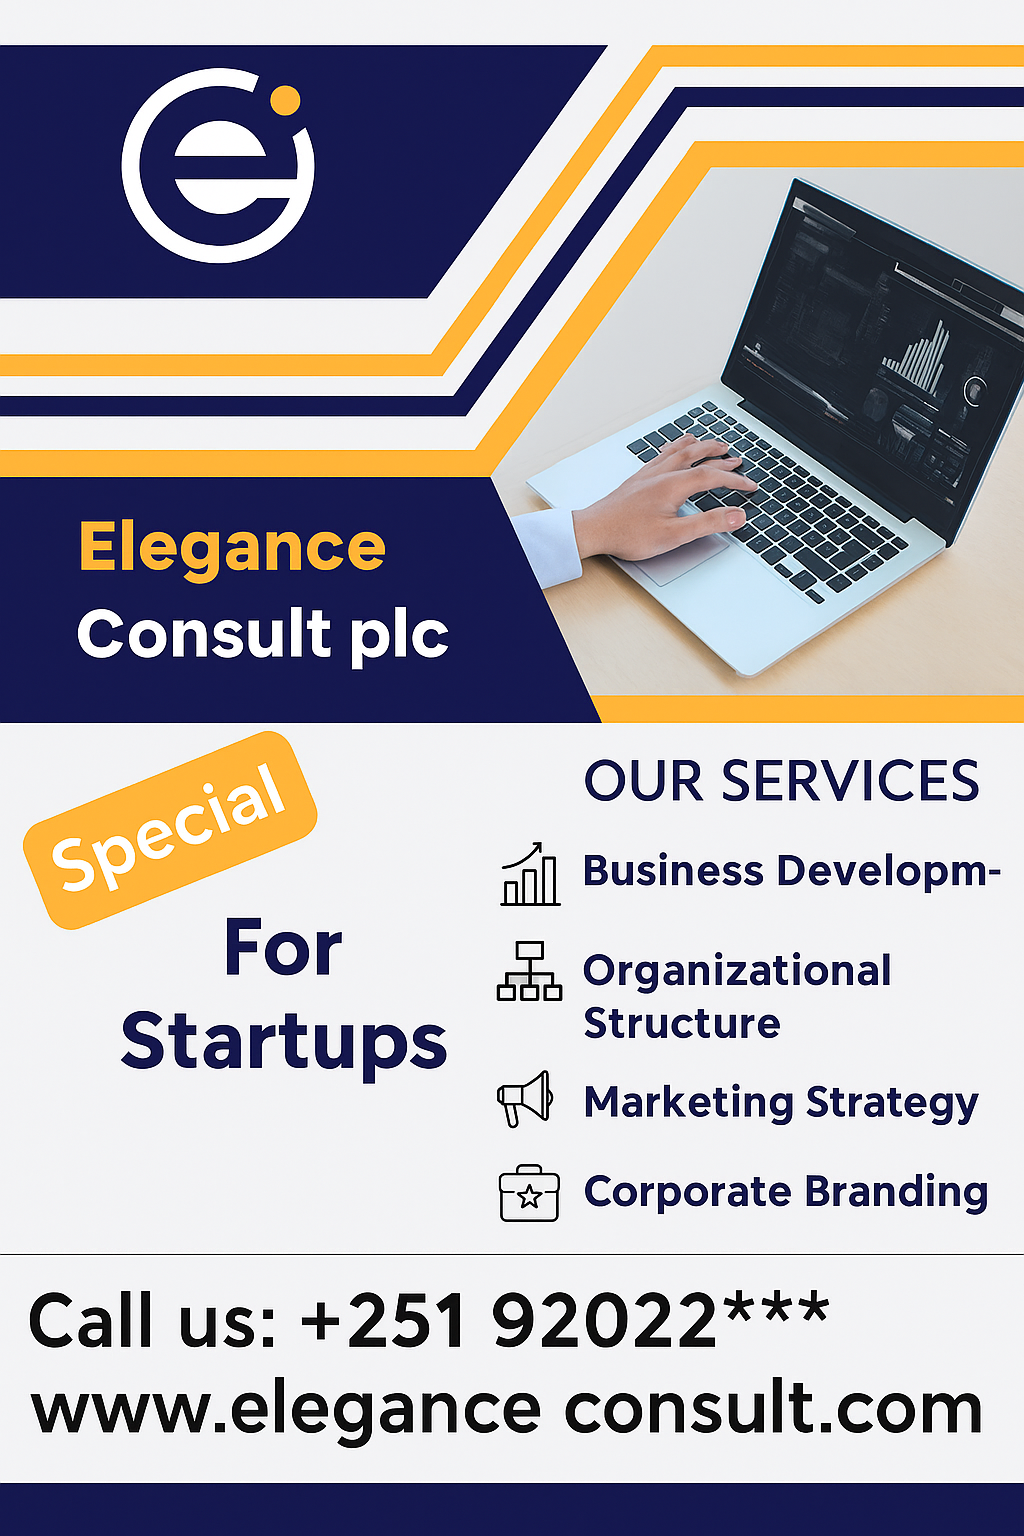 Elegance
Consult plc
Special
For
Startups
OUR SERVICES
Business Developm-
Organizational
Structure
Marketing Strategy
Corporate Branding
Call us: +251 92022***
www.elegance consult.com